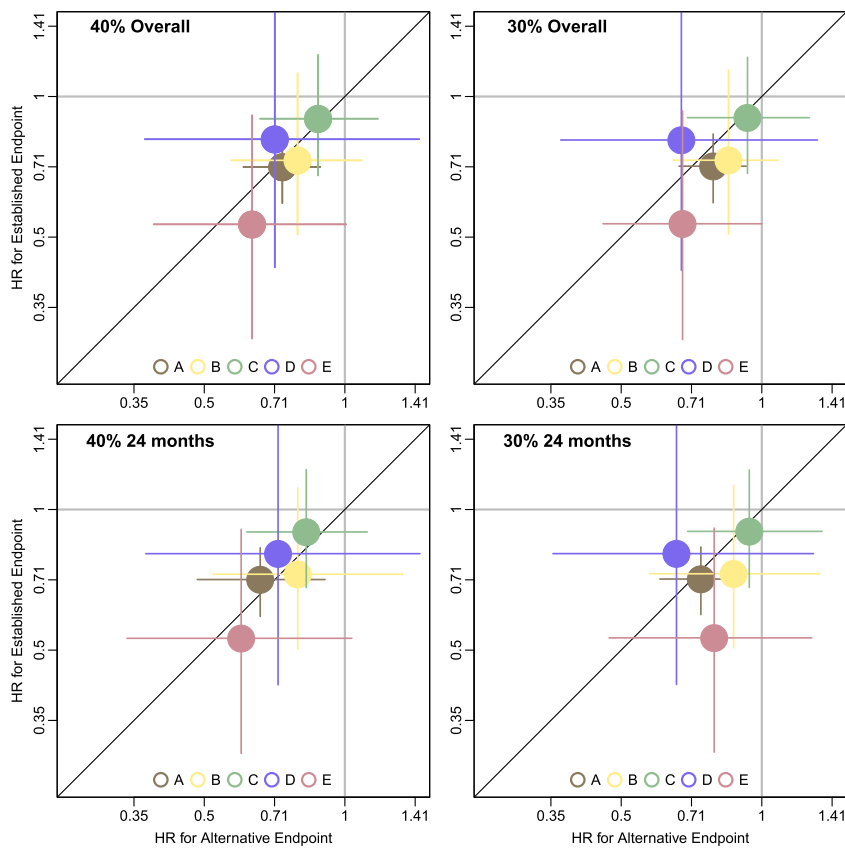 40% Overall
HR for Established Endpoint
1.41
1
0.71
0.5
0.35
A B C D E
0.35 0.5 0.71 1 1.41
30% Overall
1.41
1
0.71
0.5
0.35
A B C D E
0.35 0.5 0.71 1 1.41
40% 24 months
HR for Established Endpoint
1.41
1
0.71
0.5
0.35
A B C D E
0.35 0.5 0.71 1 1.41
HR for Alternative Endpoint
30% 24 months
1.41
1
0.71
0.5
0.35
A B C D E
0.35 0.5 0.71 1 1.41
HR for Alternative Endpoint